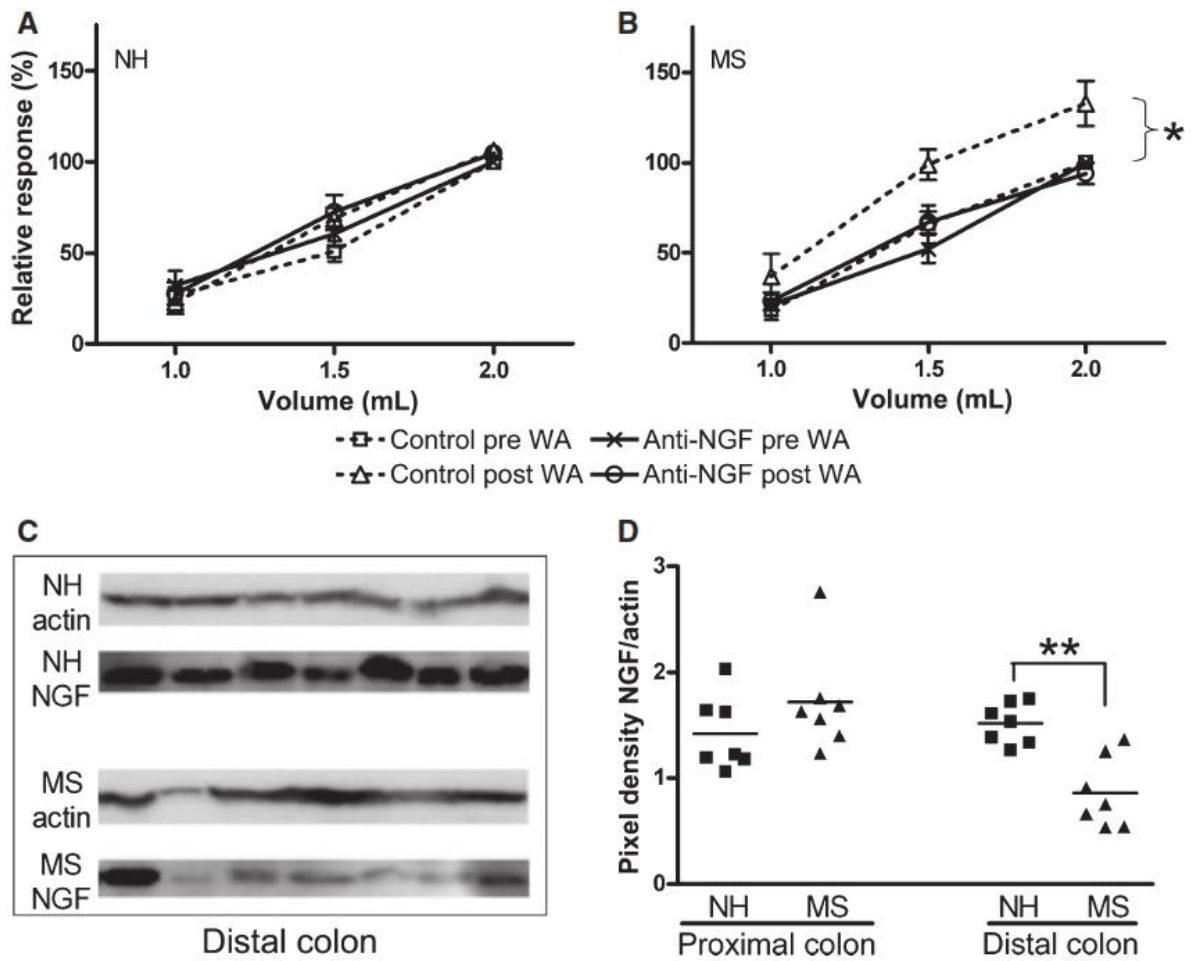 A
NH
Relative response (%)
150
100
50
0
1.0 1.5 2.0
Volume (mL)
B
MS
150
100
50
0
*
1.0 1.5 2.0
Volume (mL)
Control pre WA Anti-NGF pre WA
Control post WA Anti-NGF post WA
C
NH
actin
NH
NGF
MS
actin
MS
NGF
Distal colon
D
Pixel density NGF/actin
3
2
1
0
**
NH MS NH MS
Proximal colon Distal colon